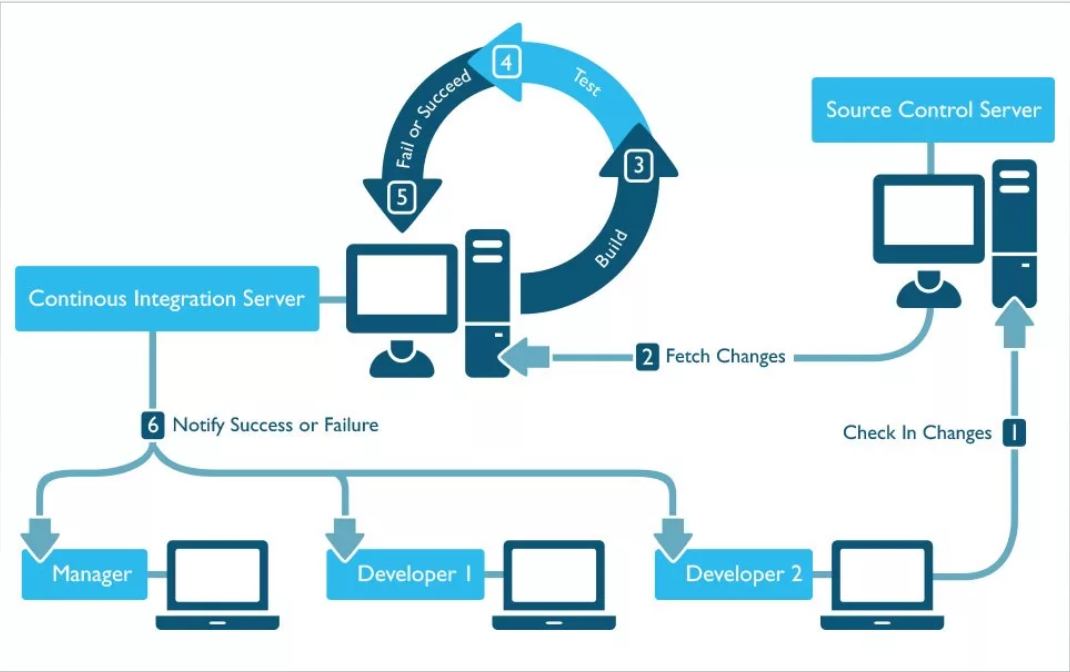 4
Test
Fail or Succeed
Source Control Server
3
5
Build
Continous Integration Server
2 Fetch Changes
6 Notify Success or Failure
Check In Changes 1
Manager
Developer 1
Developer 2